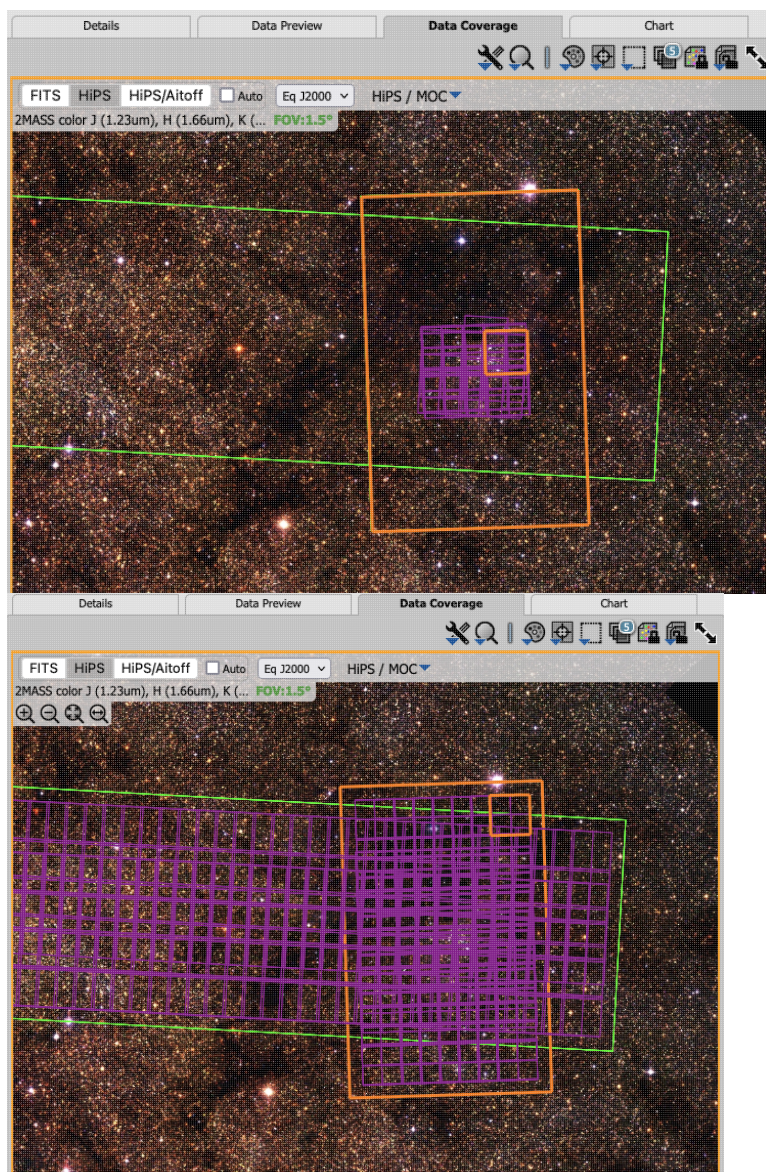 Details Data Preview Data Coverage Chart
5
FITS HiPS HiPS/Aitoff Auto Eq J2000 HiPS / MOC
2MASS color J (1.23um), H (1.66um), K (... FOV:1.5°
Details Data Preview Data Coverage Chart
5
FITS HiPS HiPS/Aitoff Auto Eq J2000 HiPS / MOC
2MASS color J (1.23um), H (1.66um), K (... FOV:1.5°